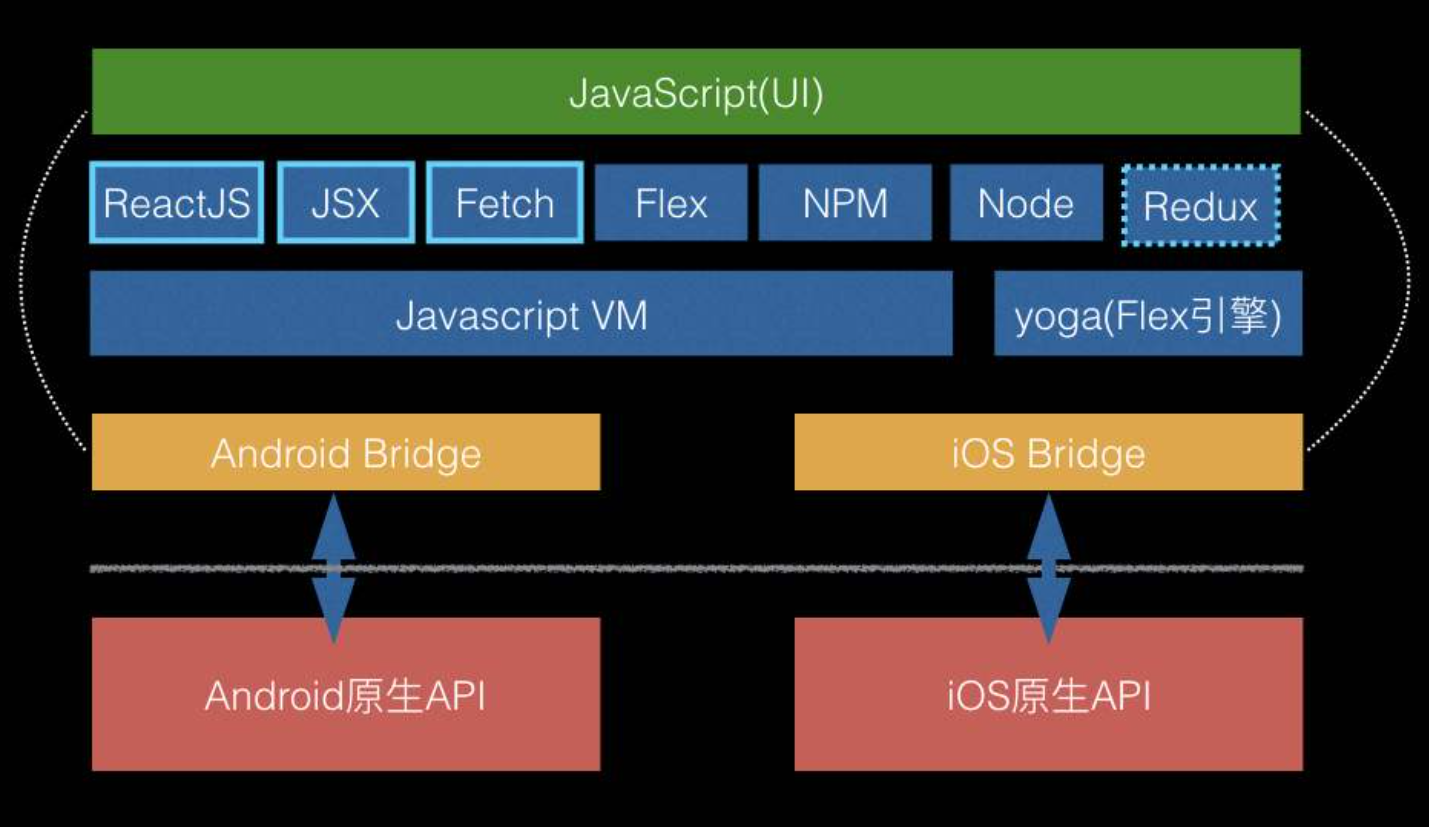 JavaScript(UI)
ReactJS JSX Fetch Flex NPM Node Redux
Javascript VM yoga(Flex引擎)
Android Bridge iOS Bridge
Android原生API iOS原生API